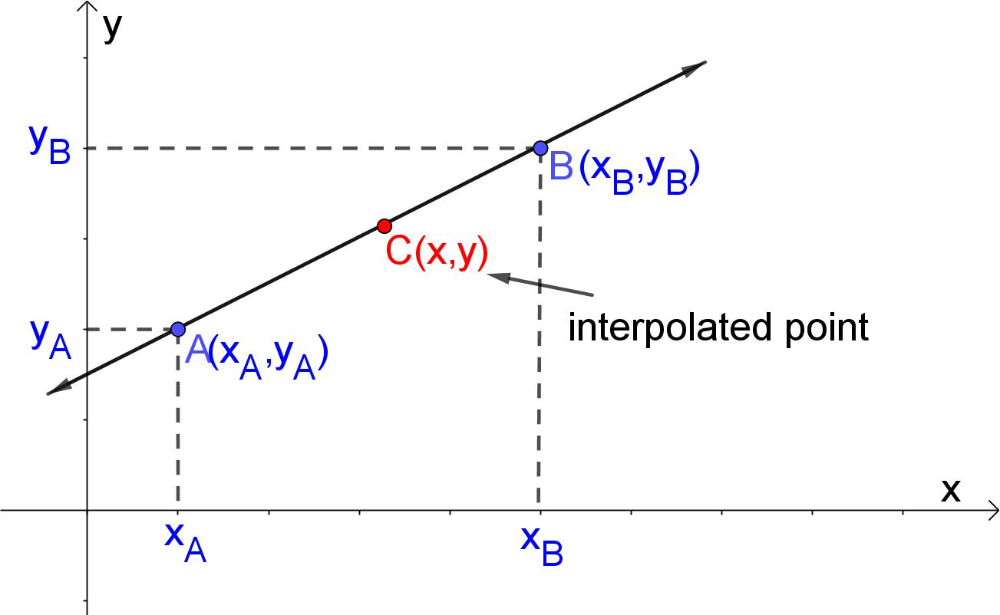 y
y_B
B(x_B,y_B)
C(x,y)
interpolated point
y_A
A(x_A,y_A)
x
x_A
x_B